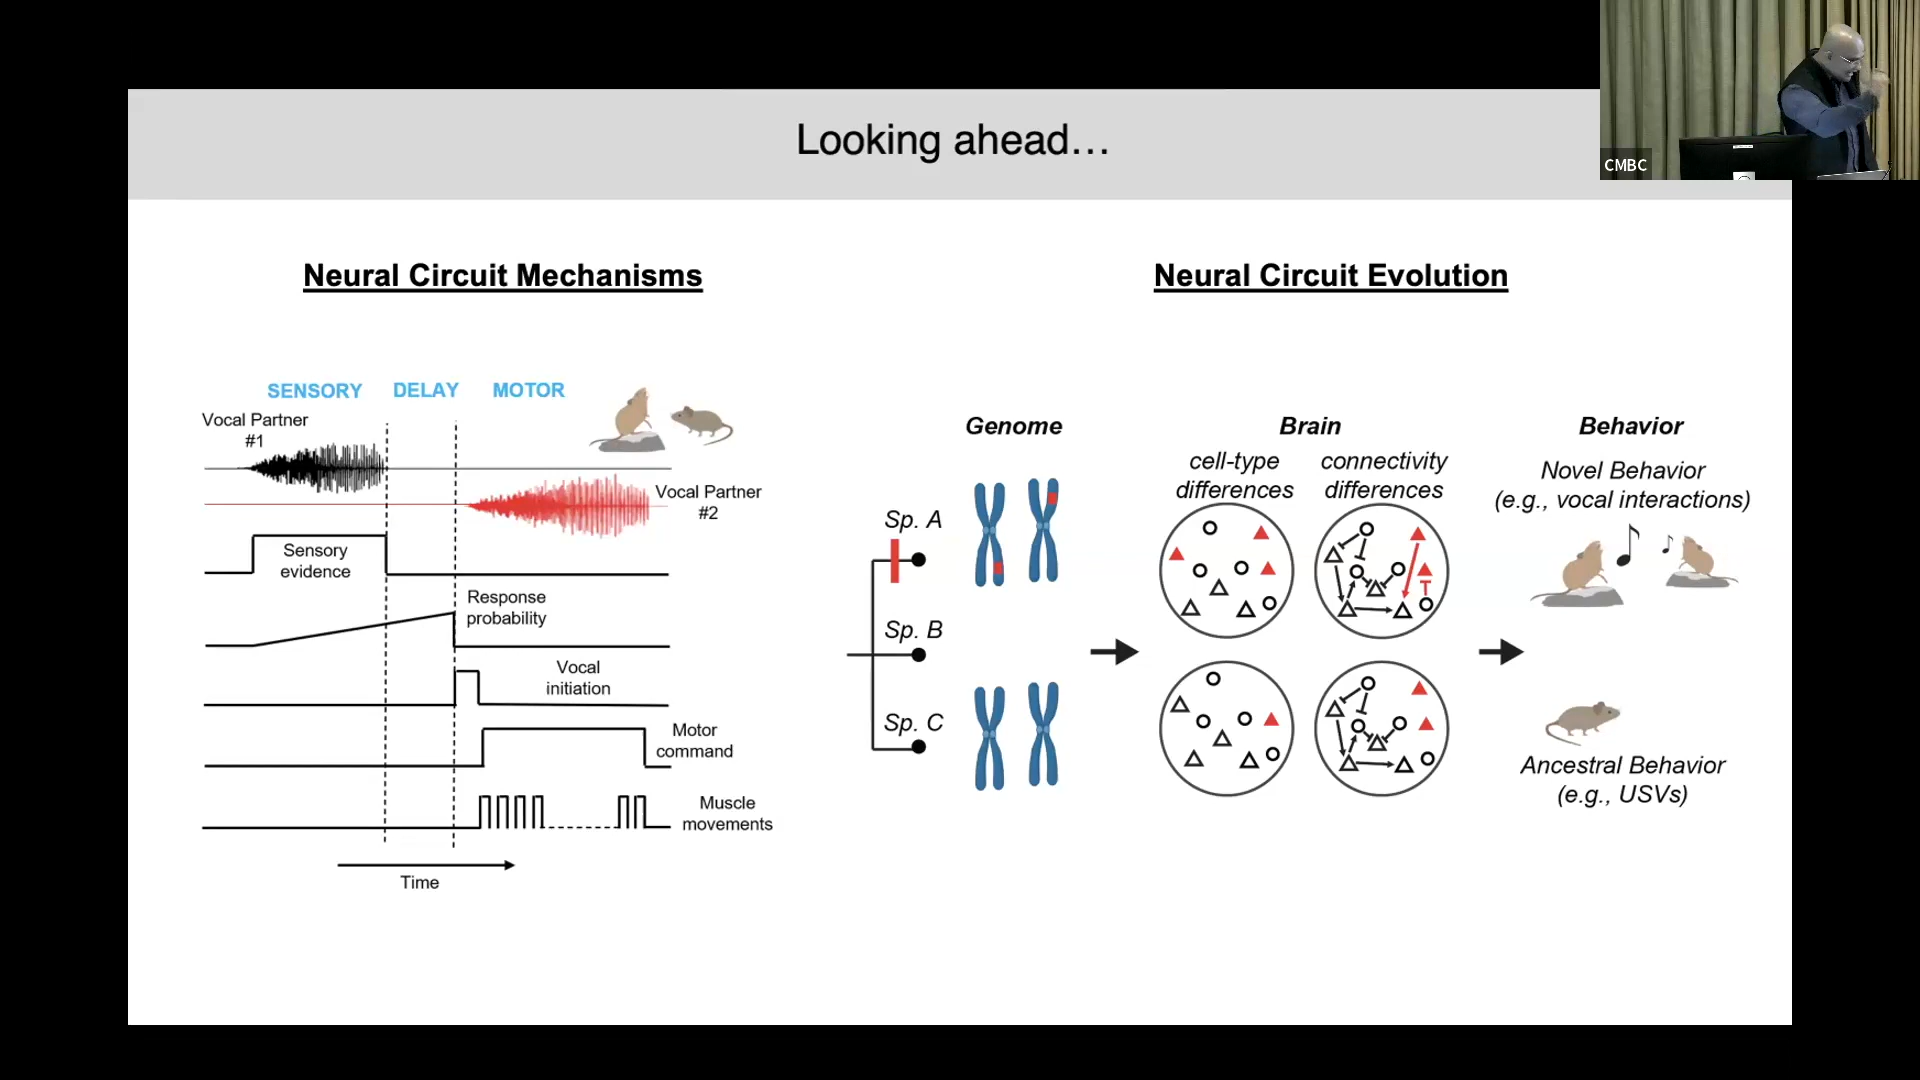 Looking ahead…
CMBC
Neural Circuit Mechanisms
SENSORY
DELAY
MOTOR
Vocal Partner
#1
Vocal Partner
#2
Sensory
evidence
Response
probability
Vocal
initiation
Motor
command
Muscle
movements
Time
Neural Circuit Evolution
Genome
Sp. A
Sp. B
Sp. C
Brain
cell-type
differences
connectivity
differences
Behavior
Novel Behavior
(e.g., vocal interactions)
Ancestral Behavior
(e.g., USVs)